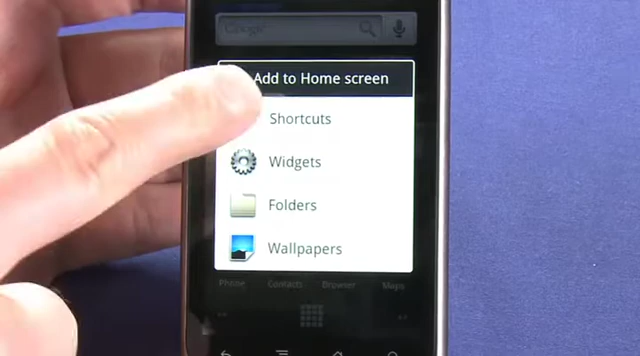 Google
Add to Home screen
Shortcuts
Widgets
Folders
Wallpapers
Phone Contacts Browser Maps